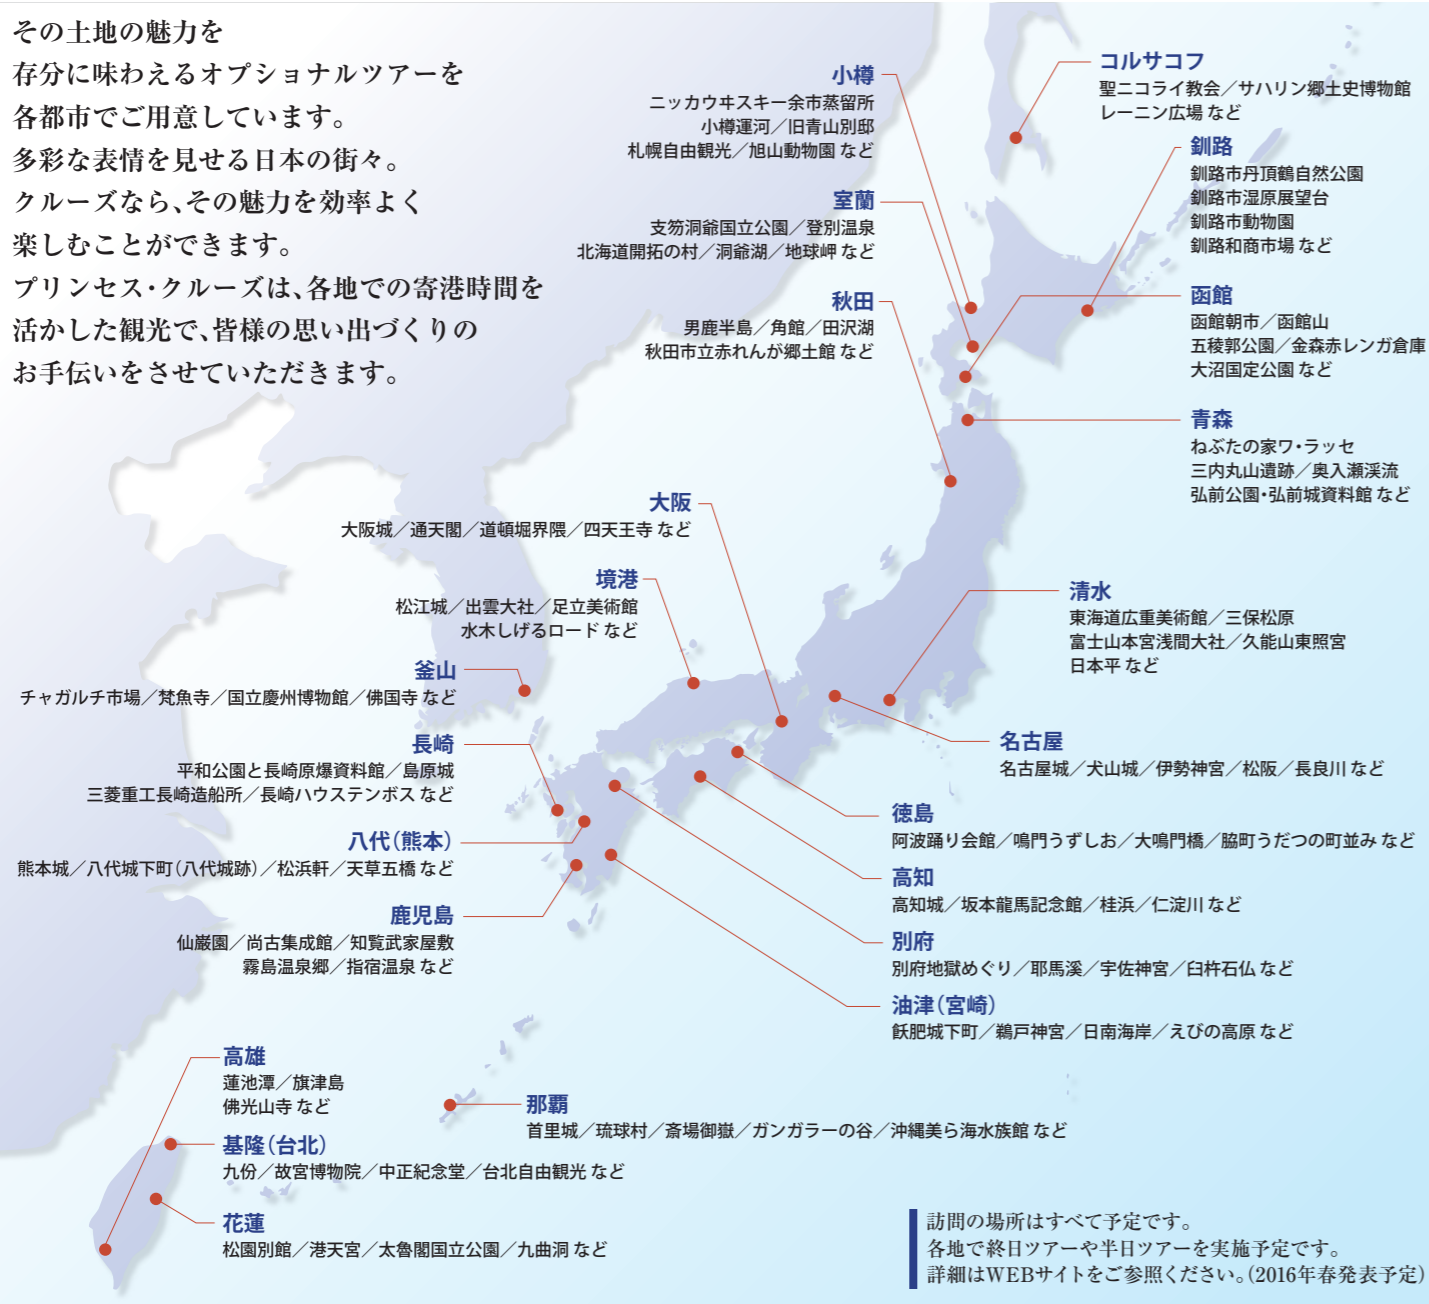 その土地の魅力を
存分に味わえるオプショナルツアーを
各都市でご用意しています。
多彩な表情を見せる日本の街々。
クルーズなら、その魅力を効率よく
楽しむことができます。
プリンセス・クルーズは、各地での寄港時間を
活かした観光で、皆様の思い出づくりの
お手伝いをさせていただきます。
小樽
ニッカウヰスキー余市蒸留所
小樽運河／旧青山別邸
札幌自由観光／旭山動物園 など
室蘭
支笏洞爺国立公園／登別温泉
北海道開拓の村／洞爺湖／地球岬 など
秋田
男鹿半島／角館／田沢湖
秋田市立赤れんが郷土館 など
コルサコフ
聖ニコライ教会／サハリン郷土史博物館
レーニン広場 など
釧路
釧路市丹頂鶴自然公園
釧路市湿原展望台
釧路市動物園
釧路和商市場 など
函館
函館朝市／函館山
五稜郭公園／金森赤レンガ倉庫
大沼国定公園 など
青森
ねぶたの家ワ・ラッセ
三内丸山遺跡／奥入瀬渓流
弘前公園・弘前城資料館 など
大阪
大阪城／通天閣／道頓堀界隈／四天王寺 など
境港
松江城／出雲大社／足立美術館
水木しげるロード など
釜山
チャガルチ市場／梵魚寺／国立慶州博物館／佛国寺 など
長崎
平和公園と長崎原爆資料館／島原城
三菱重工長崎造船所／長崎ハウステンボス など
八代（熊本）
熊本城／八代城下町（八代城跡）／松浜軒／天草五橋 など
鹿児島
仙巌園／尚古集成館／知覧武家屋敷
霧島温泉郷／指宿温泉 など
清水
東海道広重美術館／三保松原
富士山本宮浅間大社／久能山東照宮
日本平 など
名古屋
名古屋城／犬山城／伊勢神宮／松阪／長良川 など
徳島
阿波踊り会館／鳴門うずしお／大鳴門橋／脇町うだつの町並み など
高知
高知城／坂本龍馬記念館／桂浜／仁淀川 など
別府
別府地獄めぐり／耶馬溪／宇佐神宮／臼杵石仏 など
油津（宮崎）
飫肥城下町／鵜戸神宮／日南海岸／えびの高原 など
高雄
蓮池潭／旗津島
佛光山寺 など
基隆（台北）
九份／故宮博物院／中正紀念堂／台北自由観光 など
花蓮
松園別館／港天宮／太魯閣国立公園／九曲洞 など
那覇
首里城／琉球村／斎場御嶽／ガンガラーの谷／沖縄美ら海水族館 など
訪問の場所はすべて予定です。
各地で終日ツアーや半日ツアーを実施予定です。
詳細はWEBサイトをご参照ください。（2016年春発表予定）